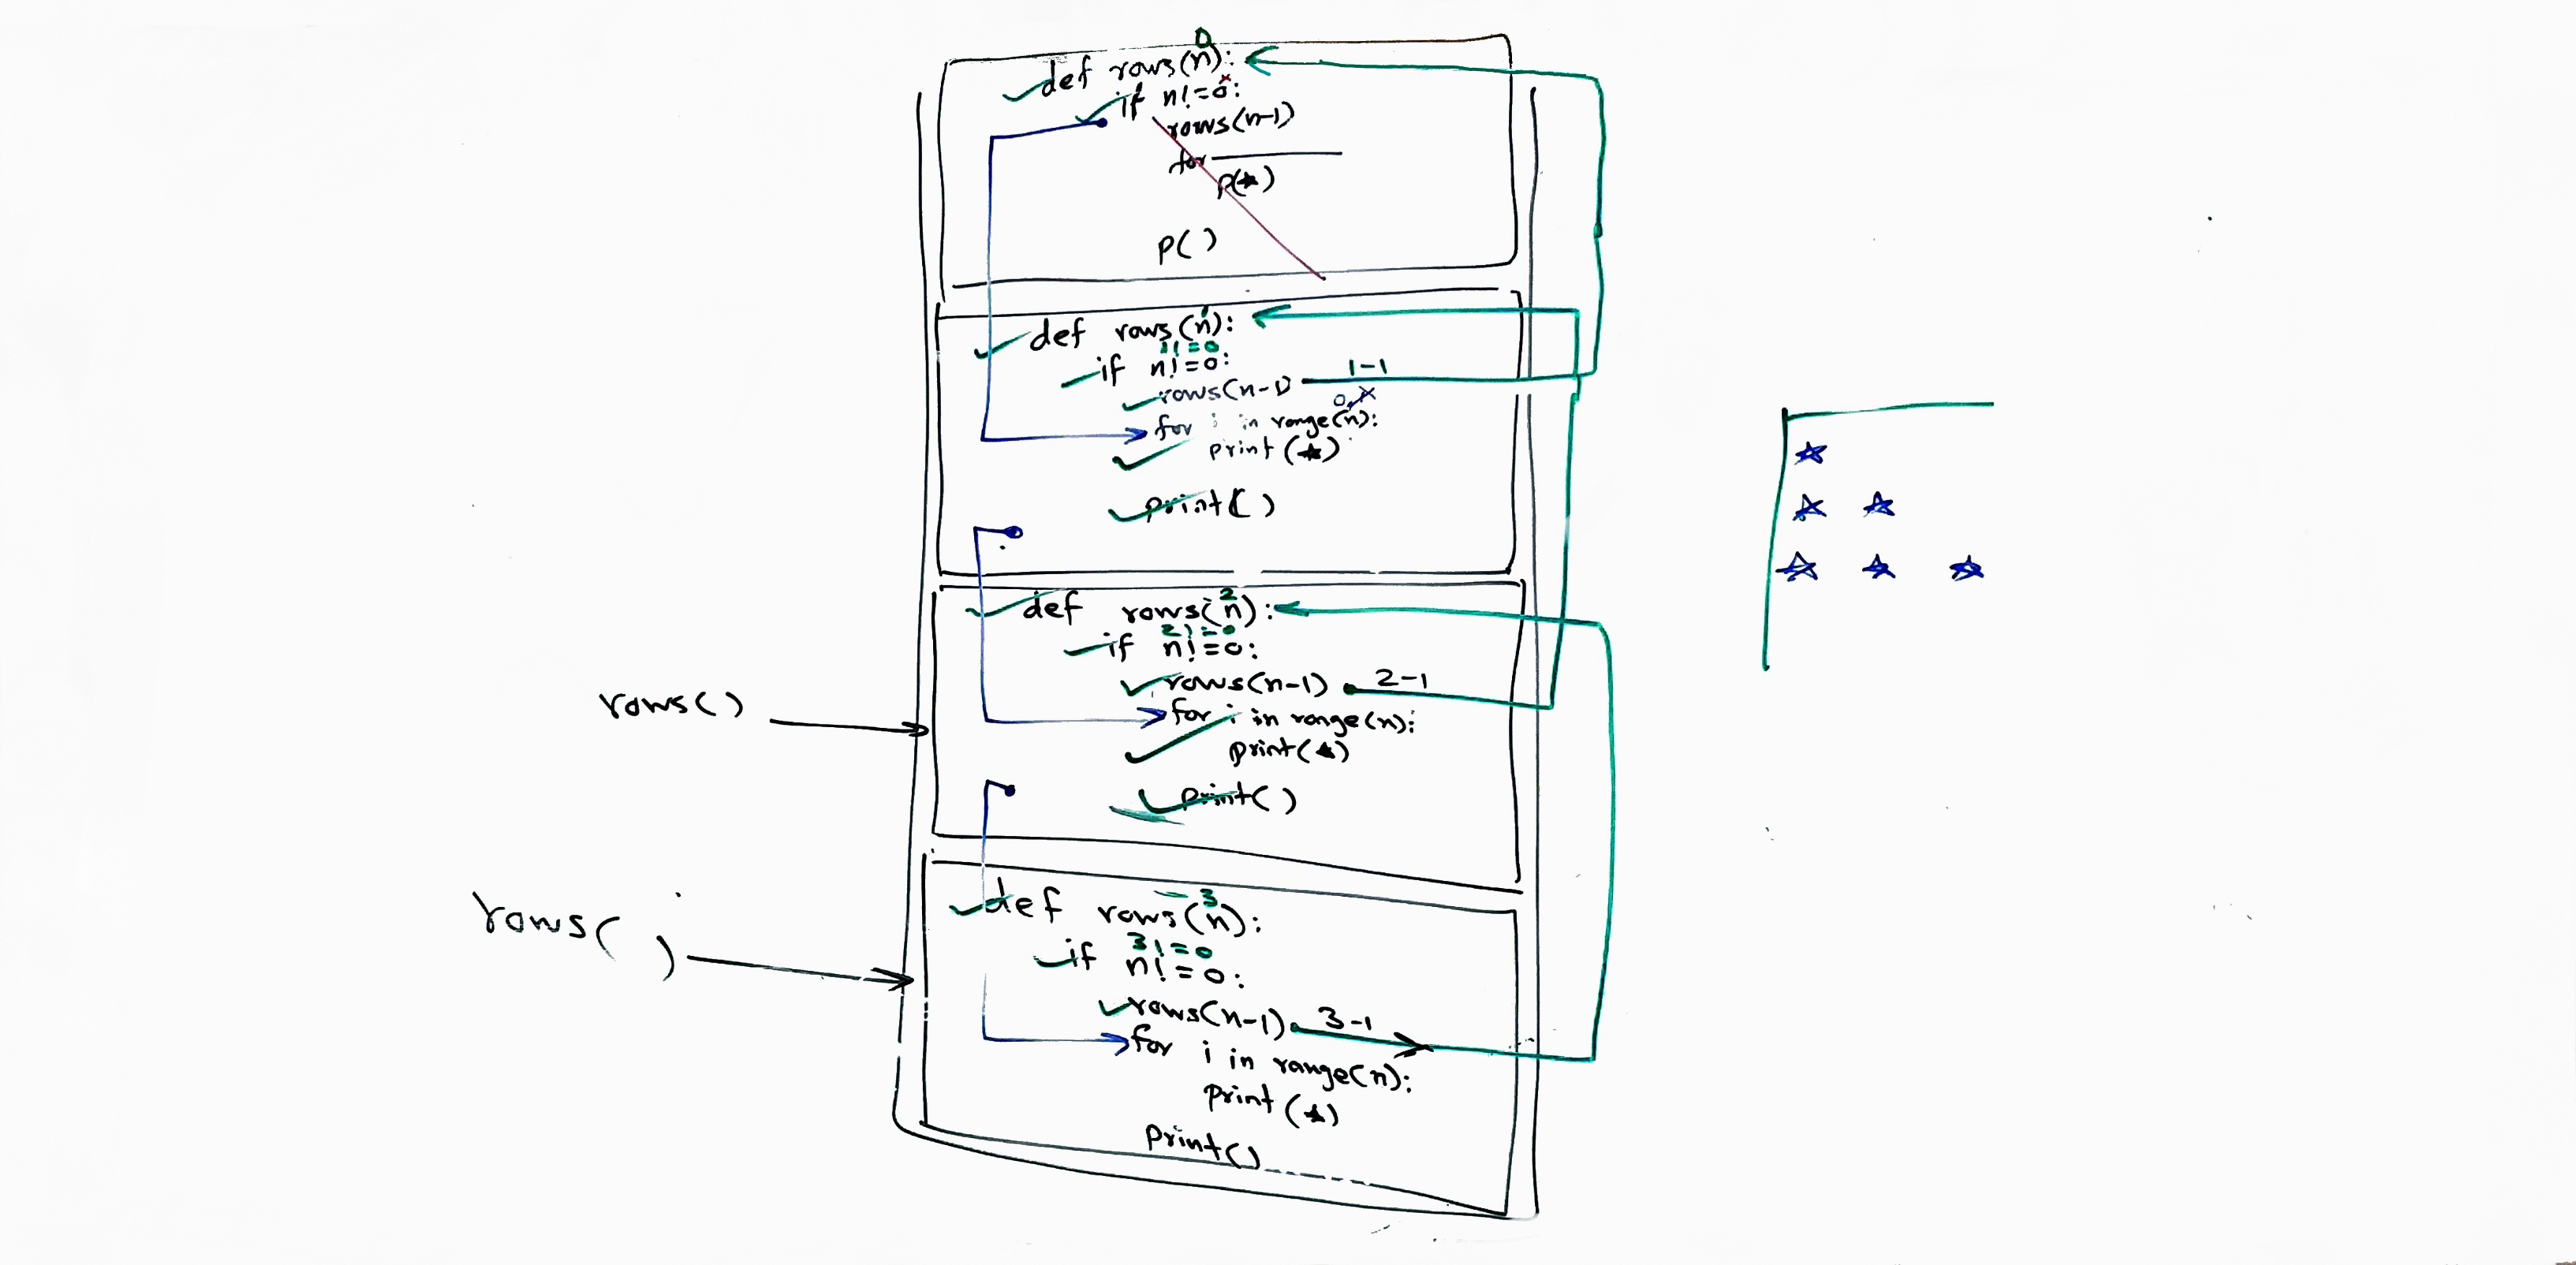 0
def rows(n):
if n!=0:
rows(n-1)
for
p(★)
p()
1
def rows(n):
1!=0
if n!=0:
rows(n-1) 1-1
0,
for i in range(n):
print(★)
print()
2
def rows(n):
2!=0
if n!=0:
rows(n-1) 2-1
for i in range(n):
print(★)
print()
rows()
3
def rows(n):
3!=0
if n!=0:
rows(n-1) 3-1
for i in range(n):
print(★)
print()
rows( )
★
★ ★
★ ★ ★